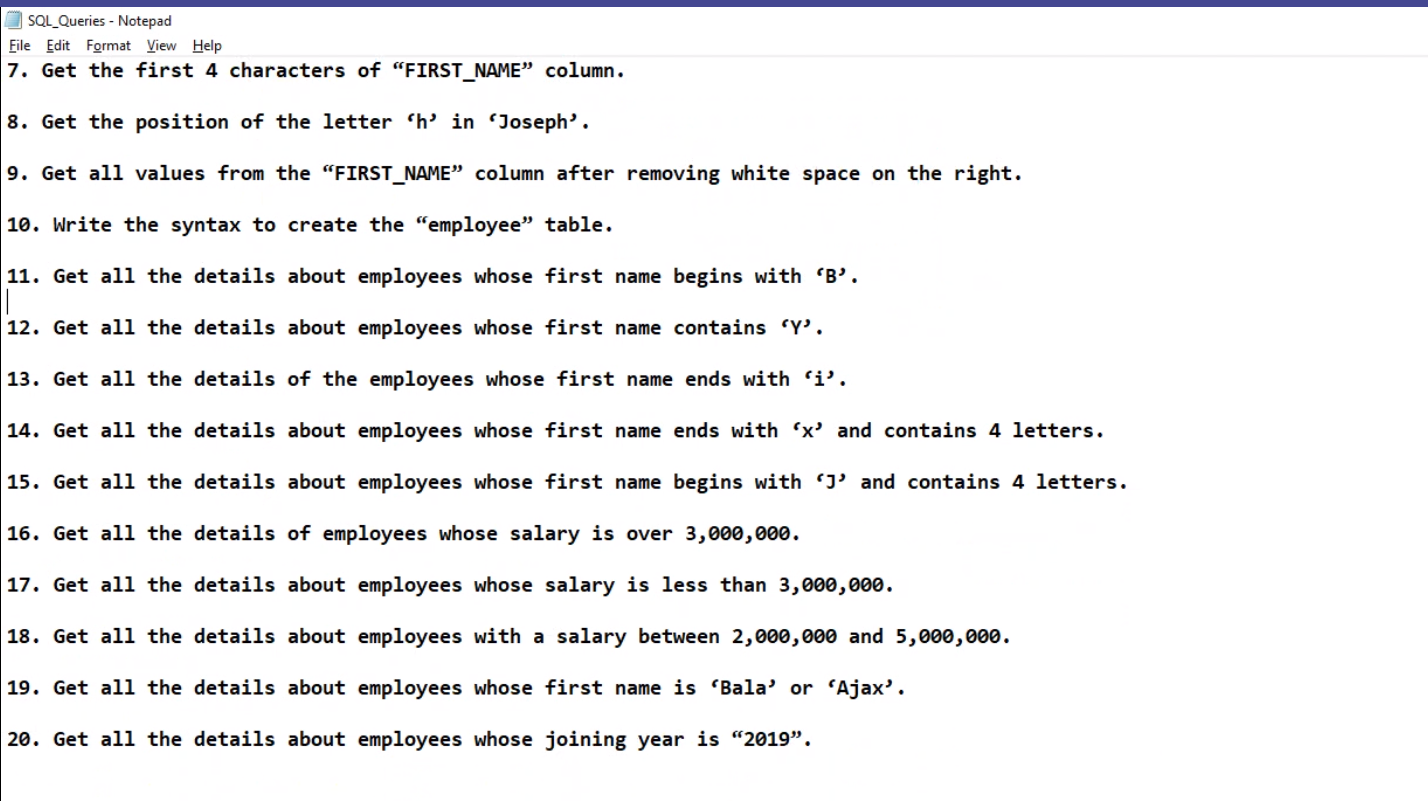 SQL_Queries - Notepad
File Edit Format View Help
7. Get the first 4 characters of “FIRST_NAME” column.
8. Get the position of the letter ‘h’ in ‘Joseph’.
9. Get all values from the “FIRST_NAME” column after removing white space on the right.
10. Write the syntax to create the “employee” table.
11. Get all the details about employees whose first name begins with ‘B’.
12. Get all the details about employees whose first name contains ‘Y’.
13. Get all the details of the employees whose first name ends with ‘i’.
14. Get all the details about employees whose first name ends with ‘x’ and contains 4 letters.
15. Get all the details about employees whose first name begins with ‘J’ and contains 4 letters.
16. Get all the details of employees whose salary is over 3,000,000.
17. Get all the details about employees whose salary is less than 3,000,000.
18. Get all the details about employees with a salary between 2,000,000 and 5,000,000.
19. Get all the details about employees whose first name is ‘Bala’ or ‘Ajax’.
20. Get all the details about employees whose joining year is “2019”.